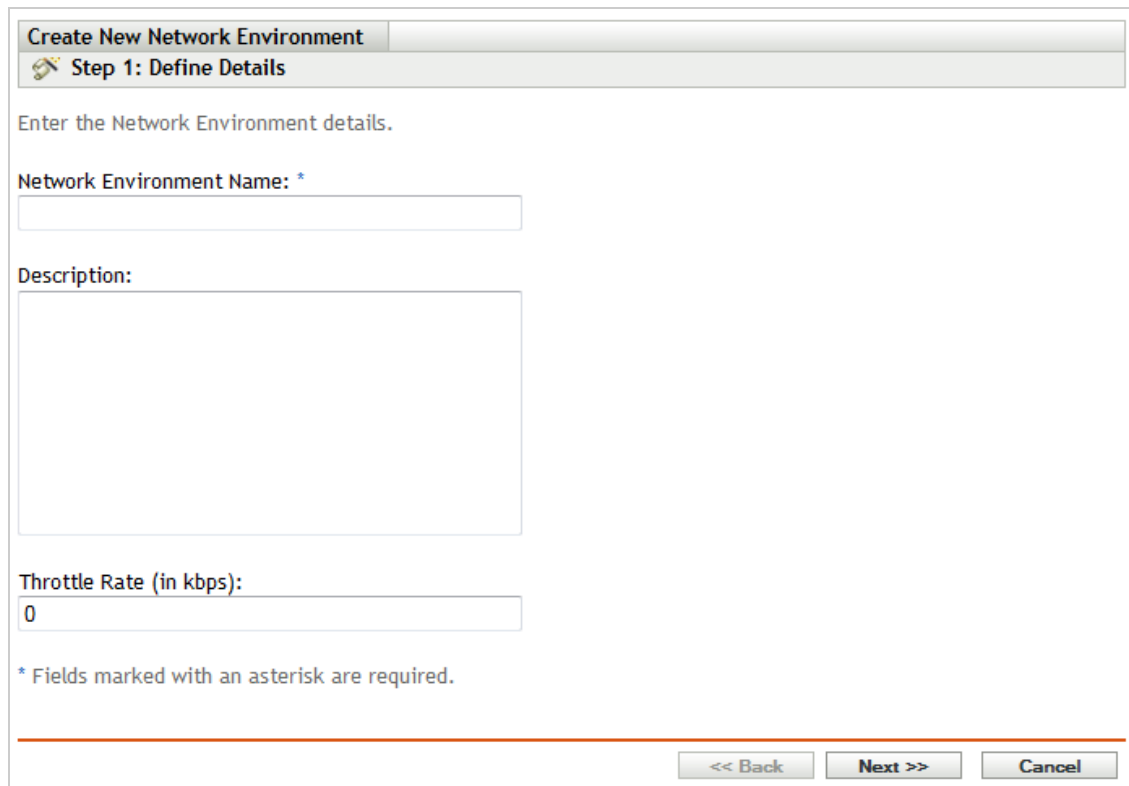 Create New Network Environment
Step 1: Define Details
Enter the Network Environment details.
Network Environment Name: *
Description:
Throttle Rate (in kbps):
0
* Fields marked with an asterisk are required.
<< Back Next >> Cancel